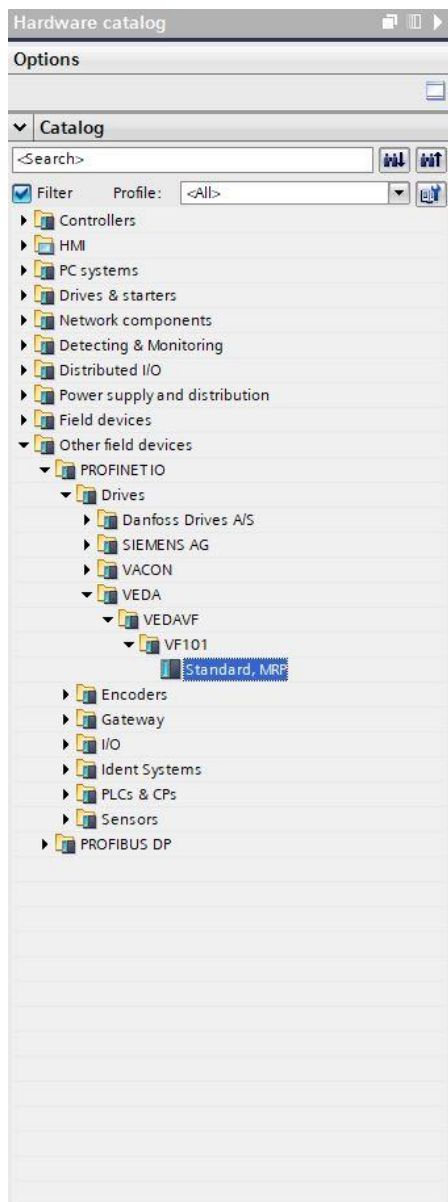 Hardware catalog
Options
Catalog
<Search>
Filter Profile: <All>
Controllers
HMI
PC systems
Drives & starters
Network components
Detecting & Monitoring
Distributed I/O
Power supply and distribution
Field devices
Other field devices
PROFINET IO
Drives
Danfoss Drives A/S
SIEMENS AG
VACON
VEDA
VEDAVF
VF101
Standard, MRP
Encoders
Gateway
I/O
Ident Systems
PLCs & CPs
Sensors
PROFIBUS DP